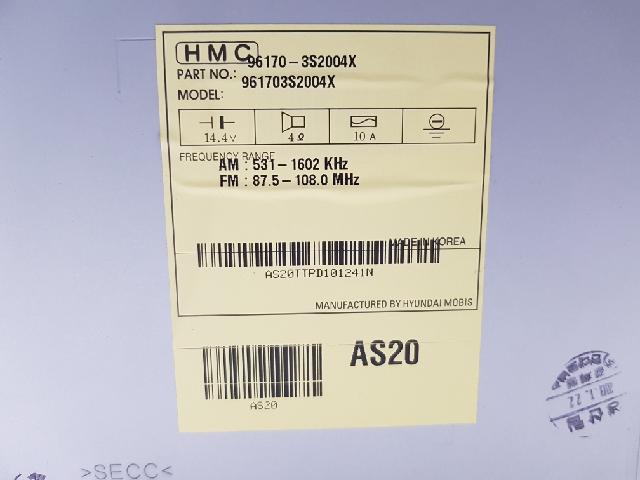 HMC
96170-3S2004X
PART NO.:
961703S2004X
MODEL:
14.4V 4Ω 10A
FREQUENCY RANGE
AM : 531-1602 KHz
FM : 87.5-108.0 MHz
MADE IN KOREA
AS20TTPD101241N
MANUFACTURED BY HYUNDAI MOBIS
AS20
AS20
>SECC<